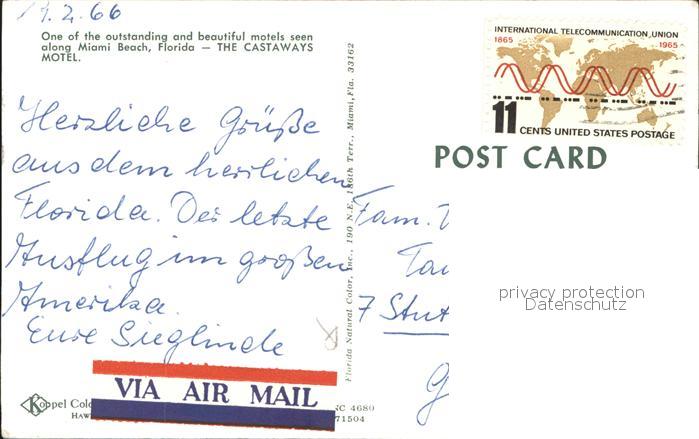 .2.66
One of the outstanding and beautiful motels seen
along Miami Beach, Florida — THE CASTAWAYS
MOTEL.
INTERNATIONAL TELECOMMUNICATION UNION
1865 1965
11 CENTS UNITED STATES POSTAGE
POST CARD
Herzliche Grüße
aus dem herrlichen
Florida. Der letzte
Ausflug im großen
Amerika.
Eure Sieglinde
Florida Natural Color, Inc., 190 N.E. 186th Terr., Miami, Fla. 33162
Fam.
7 Stut
privacy protection
Datenschutz
VIA AIR MAIL
Koppel Colo
HAW
NC 4680
71504